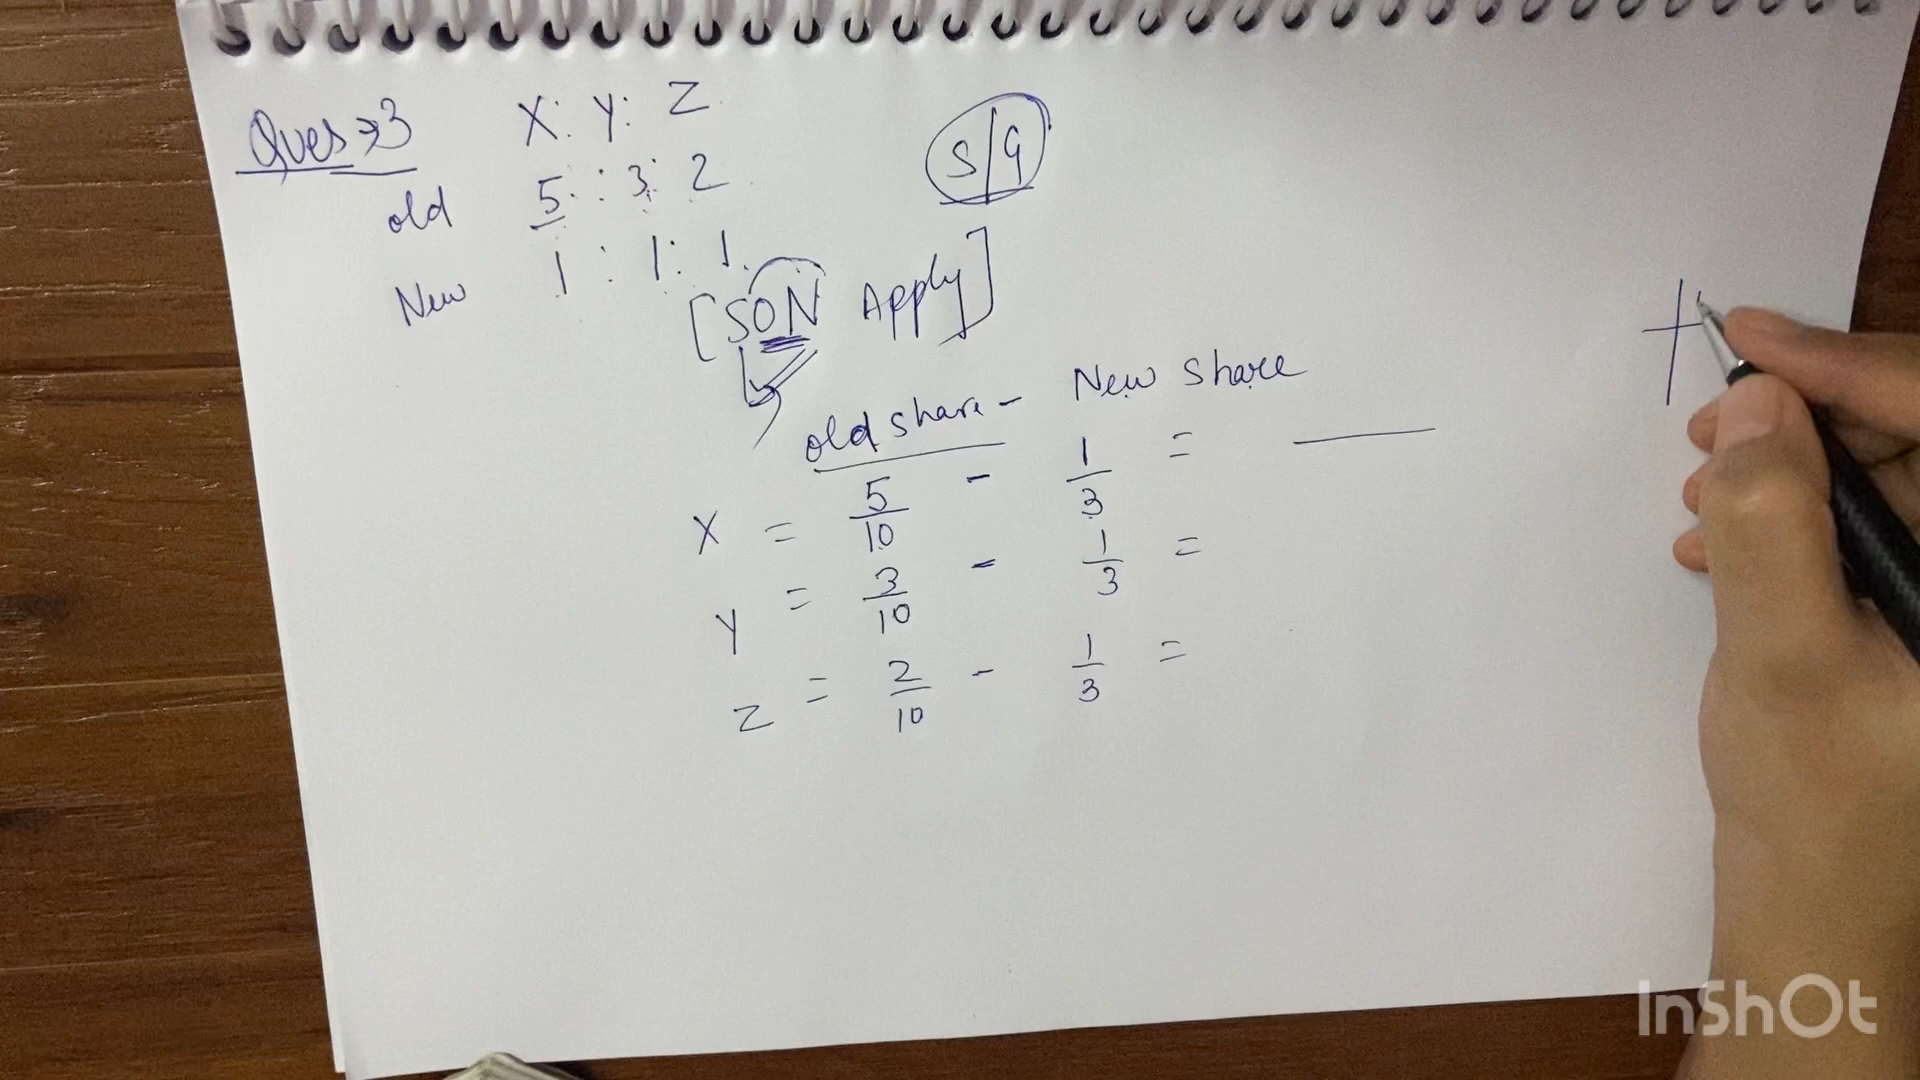 Ques → 3 X : Y : Z
old 5 : 3 : 2
New 1 : 1 : 1
S/G
[SON Apply]
old share - New share
X = 5/10 - 1/3 =
Y = 3/10 - 1/3 =
Z = 2/10 - 1/3 =
InShOt